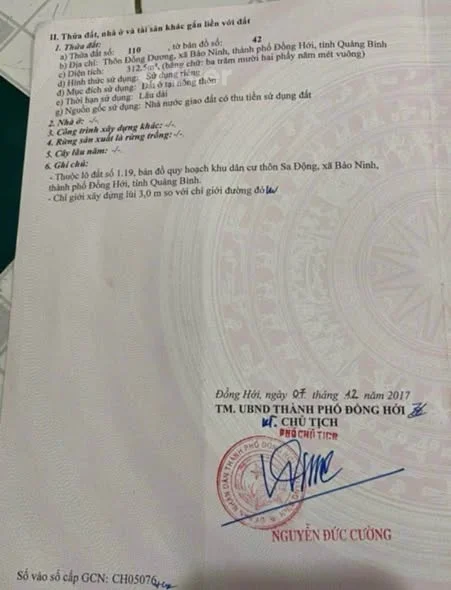 II. Thửa đất, nhà ở và tài sản khác gắn liền với đất
1. Thửa đất:
a) Thửa đất số: 110 , tờ bản đồ số: 42
b) Địa chỉ: Thôn Đồng Dương, xã Bảo Ninh, thành phố Đồng Hới, tỉnh Quảng Bình
c) Diện tích: 312.5m², (bằng chữ: ba trăm mười hai phẩy năm mét vuông)
d) Hình thức sử dụng: Sử dụng riêng
đ) Mục đích sử dụng: Đất ở tại nông thôn
e) Thời hạn sử dụng: Lâu dài
g) Nguồn gốc sử dụng: Nhà nước giao đất có thu tiền sử dụng đất
2. Nhà ở: -/-.
3. Công trình xây dựng khác: -/-.
4. Rừng sản xuất là rừng trồng: -/-.
5. Cây lâu năm: -/-.
6. Ghi chú:
- Thuộc lô đất số 1.19, bản đồ quy hoạch khu dân cư thôn Sa Động, xã Bảo Ninh,
thành phố Đồng Hới, tỉnh Quảng Bình.
- Chỉ giới xây dựng lùi 3,0 m so với chỉ giới đường đỏ
Đồng Hới, ngày 07 tháng 12 năm 2017
TM. UBND THÀNH PHỐ ĐỒNG HỚI
KT. CHỦ TỊCH
PHÓ CHỦ TỊCH
NGUYỄN ĐỨC CƯỜNG
Số vào sổ cấp GCN: CH05076